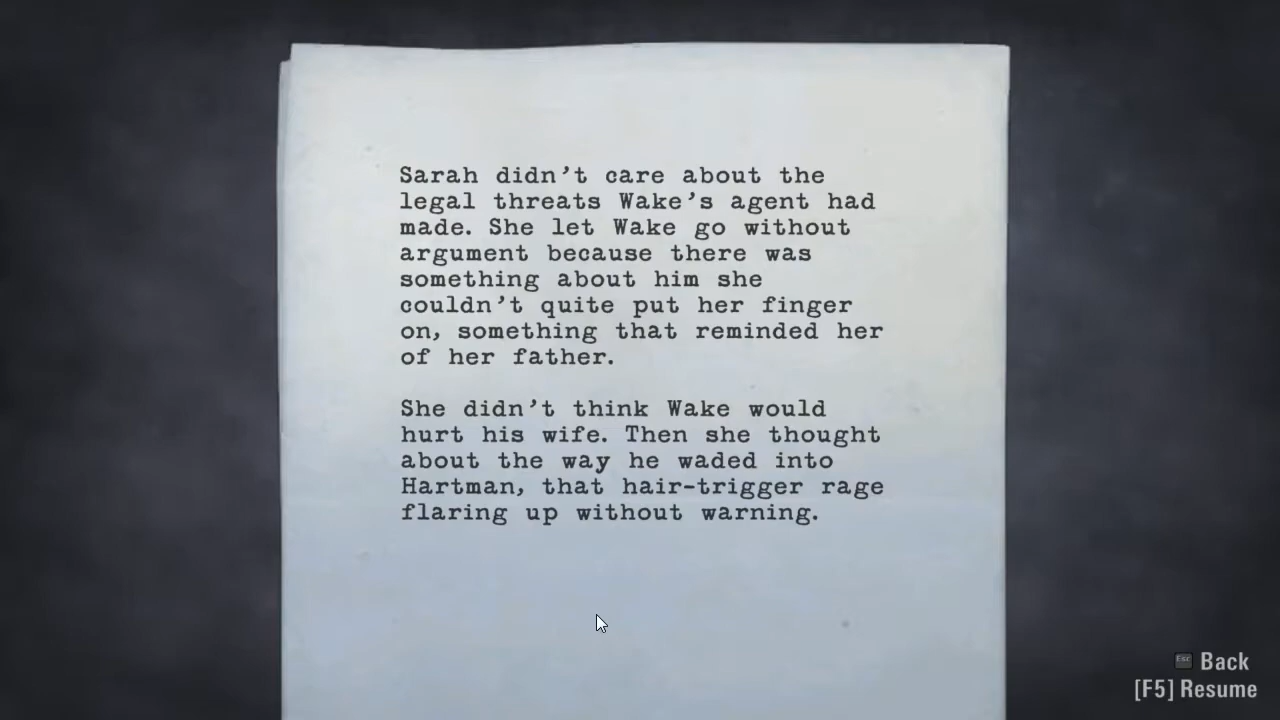 Sarah didn't care about the
legal threats Wake's agent had
made. She let Wake go without
argument because there was
something about him she
couldn't quite put her finger
on, something that reminded her
of her father.
She didn't think Wake would
hurt his wife. Then she thought
about the way he waded into
Hartman, that hair-trigger rage
flaring up without warning.
Esc Back
[F5] Resume